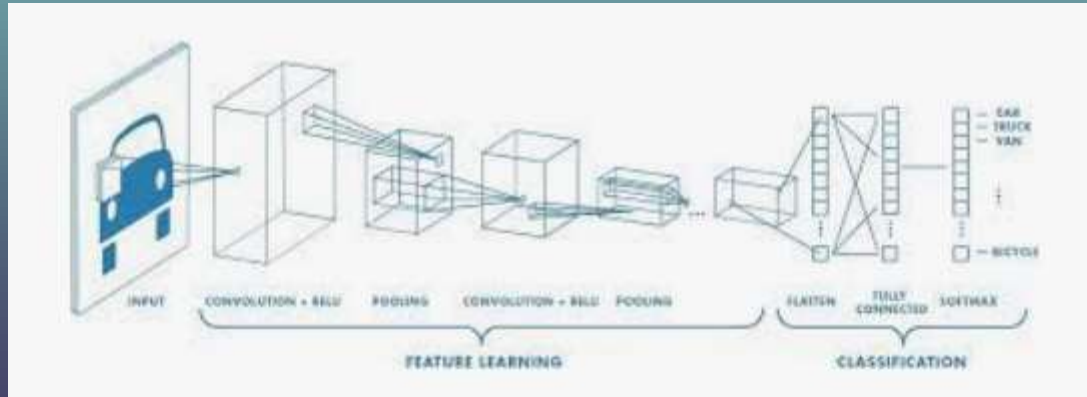 CAR
TRUCK
VAN
BICYCLE
INPUT CONVOLUTION + RELU POOLING CONVOLUTION + RELU POOLING FLATTEN FULLY CONNECTED SOFTMAX
FEATURE LEARNING CLASSIFICATION